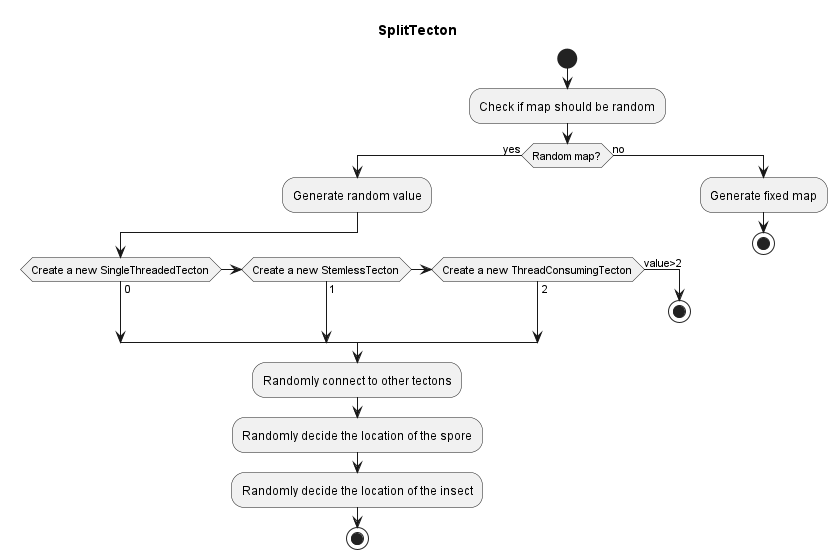 SplitTecton
Check if map should be random
yes
Random map?
no
Generate random value
Generate fixed map
Create a new SingleThreadedTecton
Create a new StemlessTecton
Create a new ThreadConsumingTecton
value>2
0
1
2
Randomly connect to other tectons
Randomly decide the location of the spore
Randomly decide the location of the insect